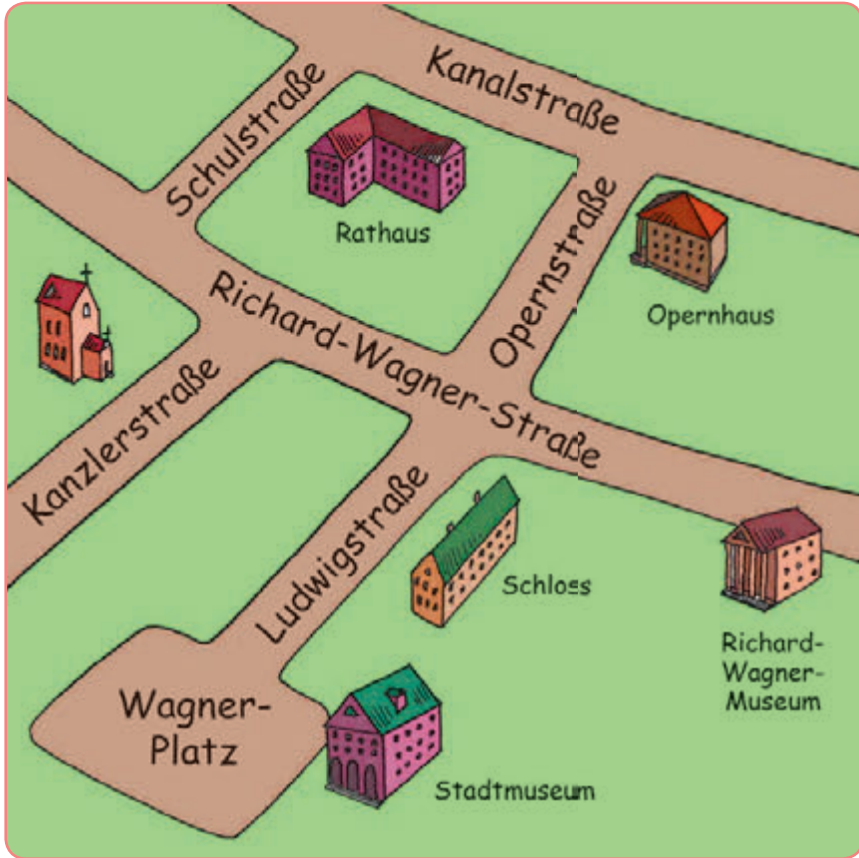 Kanalstraße
Schulstraße
Rathaus
Opernstraße
Opernhaus
Richard-Wagner-Straße
Kanzlerstraße
Ludwigstraße
Schloss
Richard-
Wagner-
Museum
Wagner-
Platz
Stadtmuseum